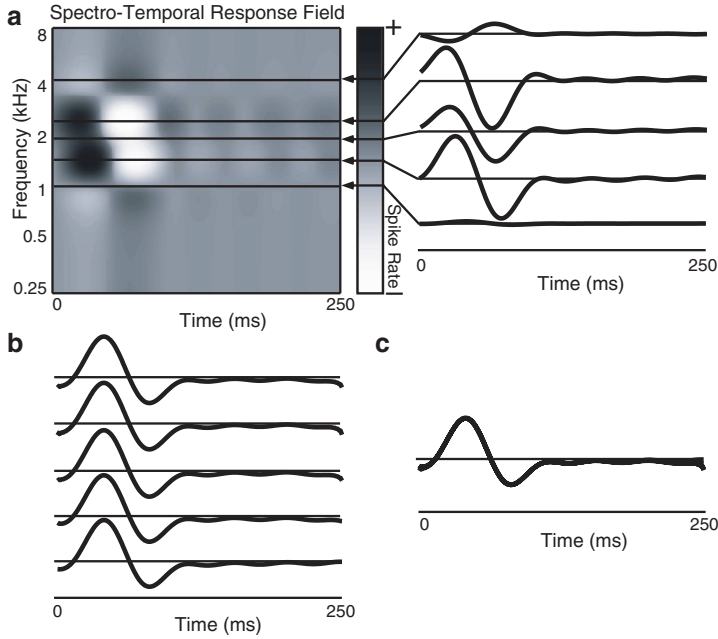 a
Spectro-Temporal Response Field
8
4
2
1
0.5
0.25
Frequency (kHz)
0
250
Time (ms)
+
Spike Rate
0
250
Time (ms)
b
0
250
Time (ms)
c
0
250
Time (ms)